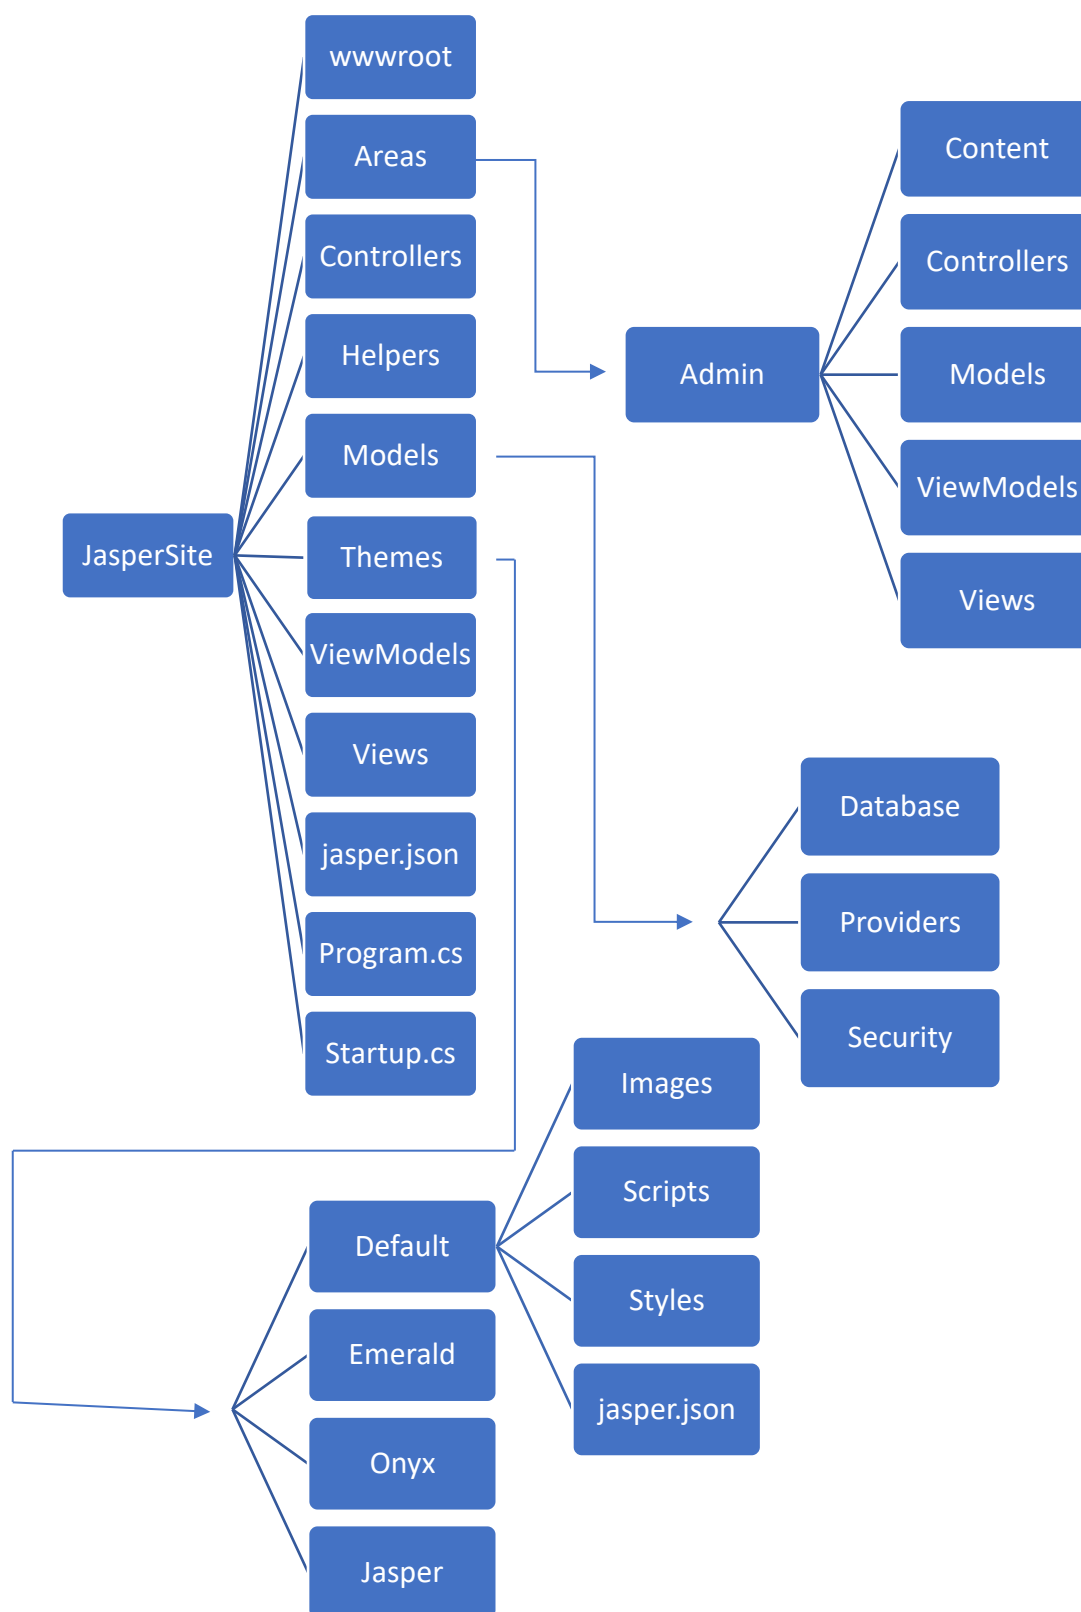 wwwroot
Areas
Controllers
Helpers
Models
JasperSite
Themes
ViewModels
Views
jasper.json
Program.cs
Startup.cs
Content
Controllers
Admin
Models
ViewModels
Views
Database
Providers
Security
Images
Scripts
Default
Styles
Emerald
jasper.json
Onyx
Jasper